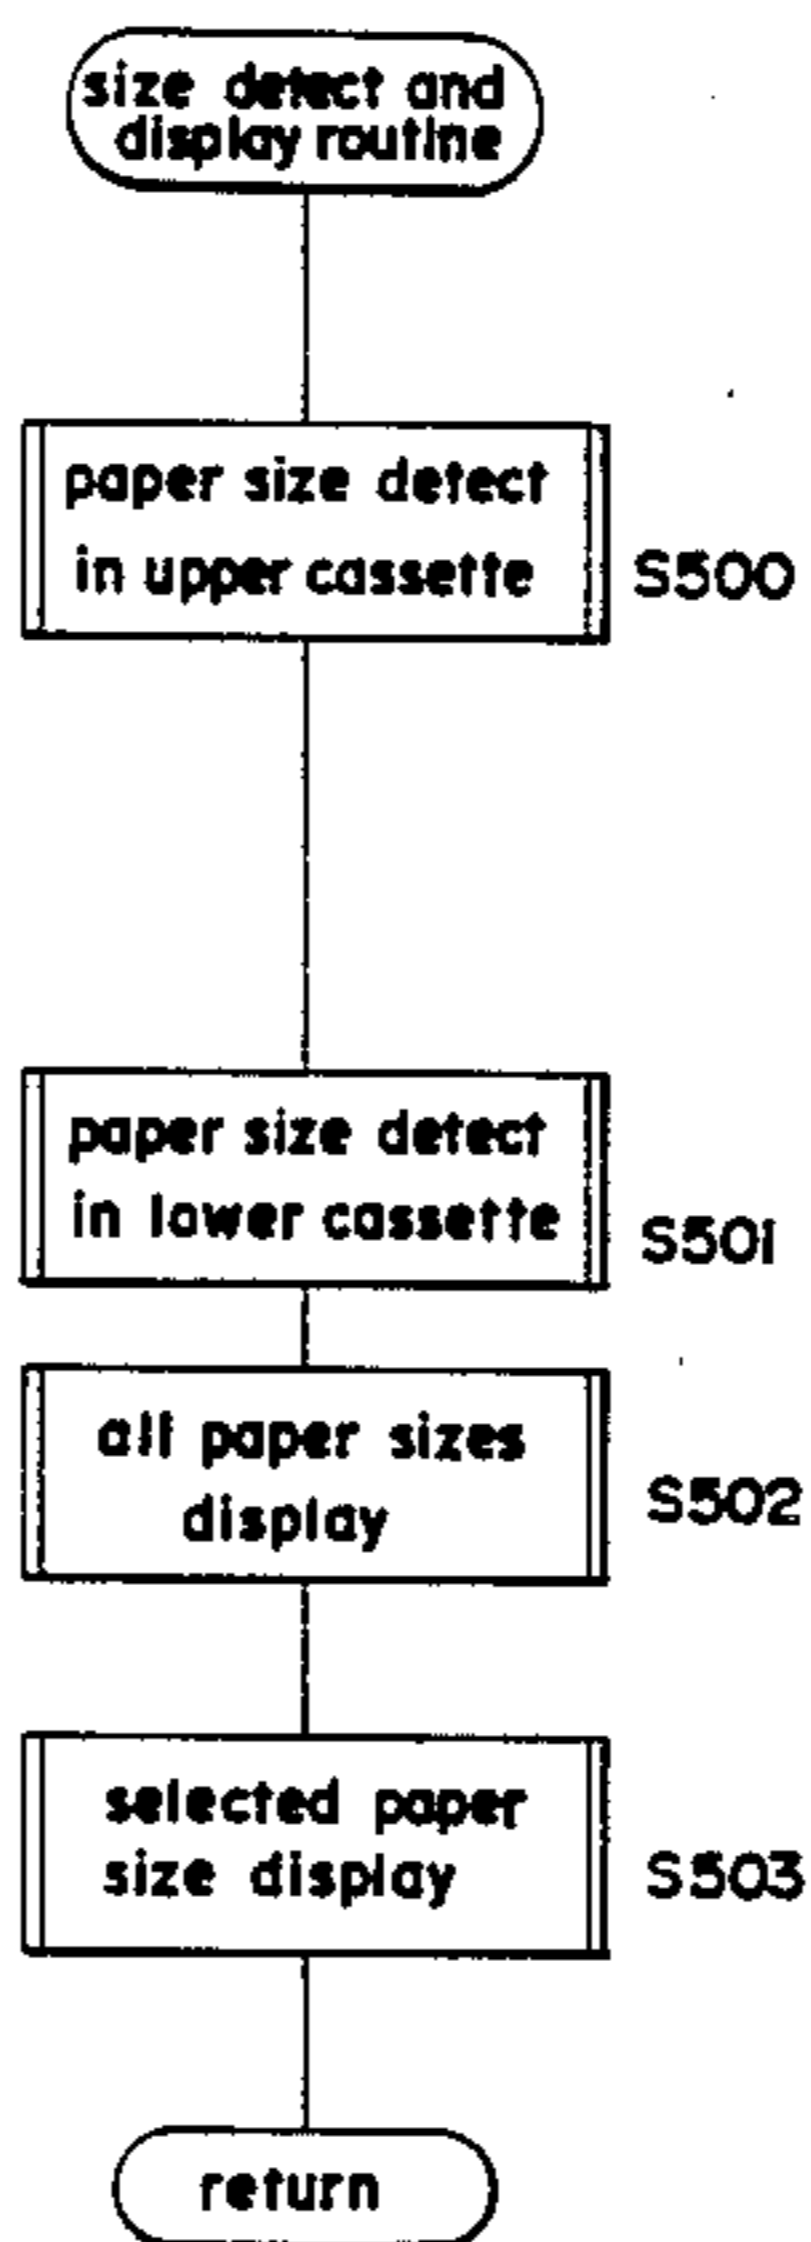 size detect and
display routine
paper size detect
in upper cassette
S500
paper size detect
in lower cassette
S501
all paper sizes
display
S502
selected paper
size display
S503
return